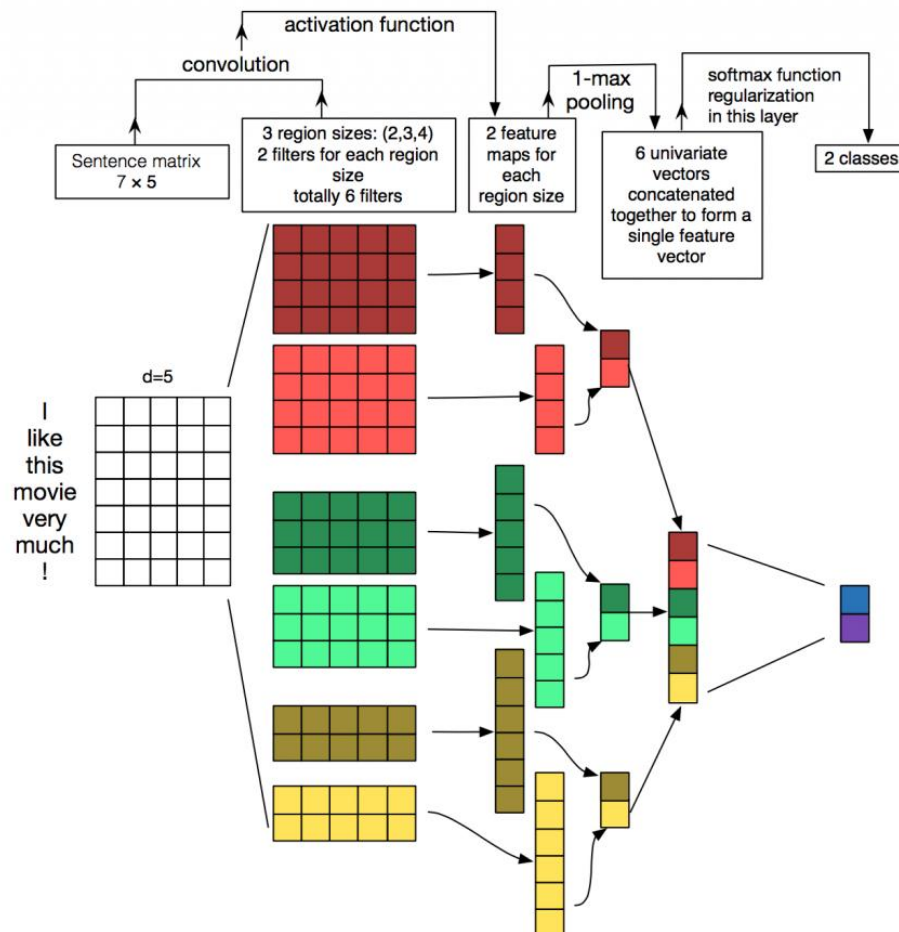 activation function
convolution
1-max
pooling
softmax function
regularization
in this layer
Sentence matrix
7 × 5
3 region sizes: (2,3,4)
2 filters for each region
size
totally 6 filters
2 feature
maps for
each
region size
6 univariate
vectors
concatenated
together to form a
single feature
vector
2 classes
d=5
I
like
this
movie
very
much
!